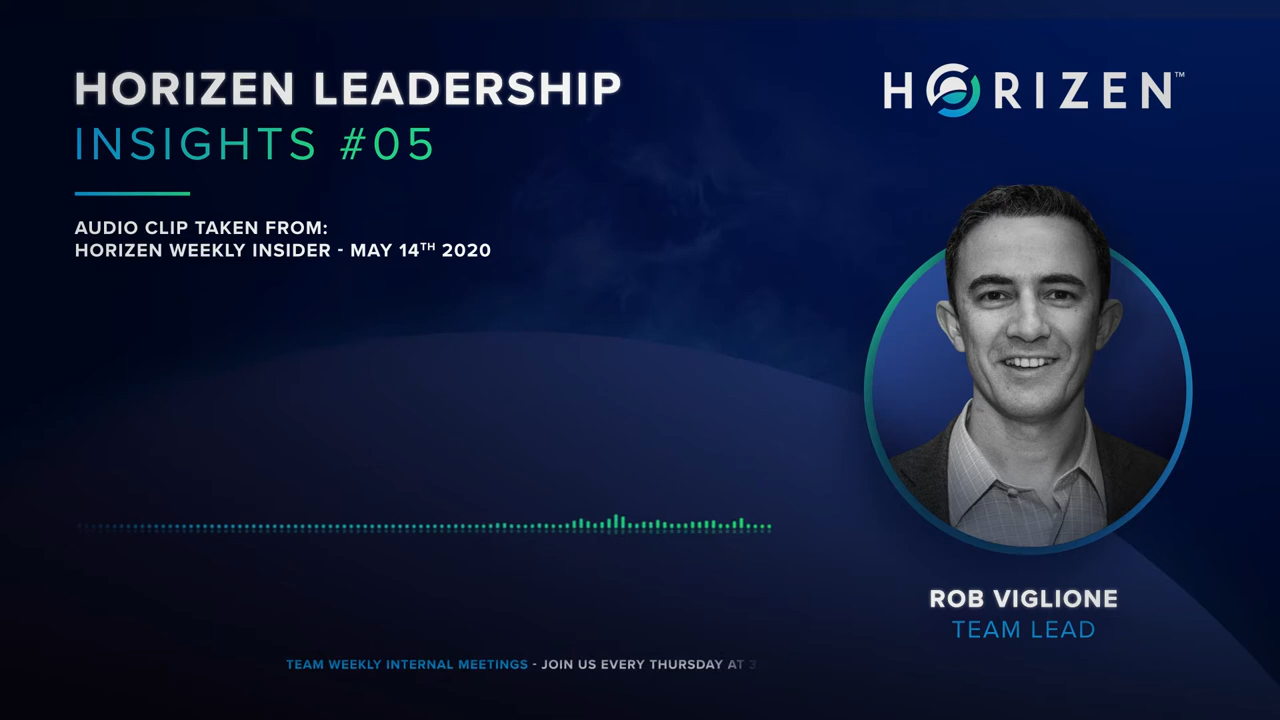 HORIZEN LEADERSHIP
INSIGHTS #05
AUDIO CLIP TAKEN FROM:
HORIZEN WEEKLY INSIDER - MAY 14TH 2020
HORIZEN™
ROB VIGLIONE
TEAM LEAD
TEAM WEEKLY INTERNAL MEETINGS - JOIN US EVERY THURSDAY AT 3